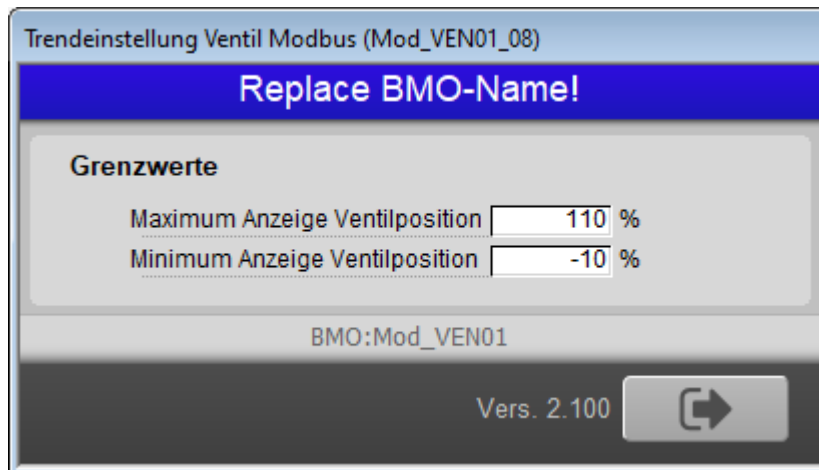 Trendeinstellung Ventil Modbus (Mod_VEN01_08)
Replace BMO-Name!
Grenzwerte
Maximum Anzeige Ventilposition 110 %
Minimum Anzeige Ventilposition -10 %
BMO:Mod_VEN01
Vers. 2.100